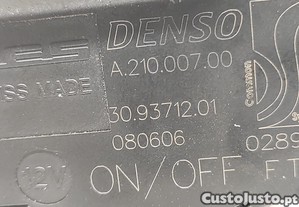 DENSO
A.210.007.00
SS MADE
30.93712.01
080606
0289
12V
ON/OFF F.T
CustoJusto.pt